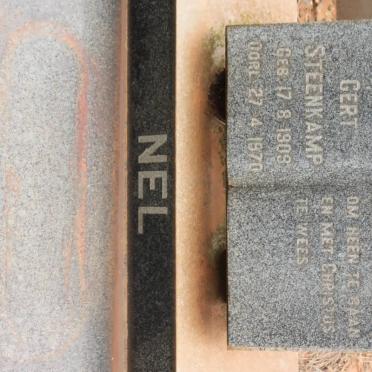 GERT
STEENKAMP
GEB 17 8 1909
OORL 27 4 1970
OM HEEN TE GAAN
EN MET CHRISTUS
TE WEES
NEL